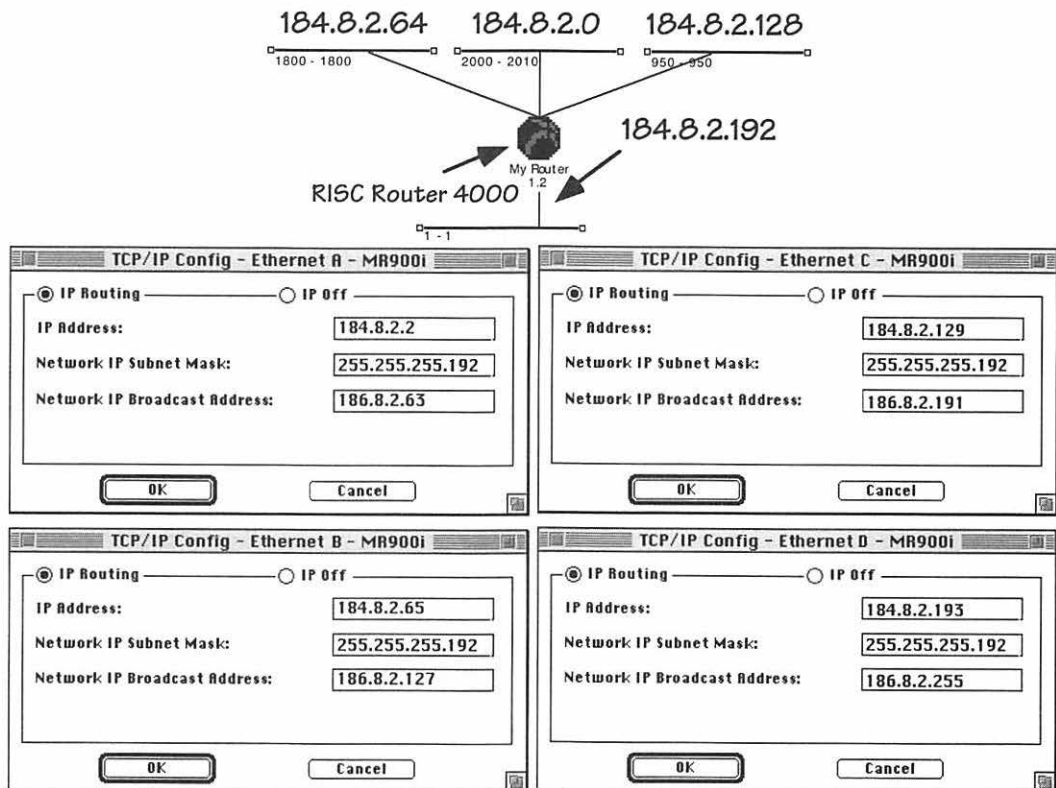 184.8.2.64 184.8.2.0 184.8.2.128
1800 - 1800 2000 - 2010 950 - 950
184.8.2.192
My Router
1.2
RISC Router 4000
1 - 1
TCP/IP Config - Ethernet A - MR900i
IP Routing IP Off
IP Address: 184.8.2.2
Network IP Subnet Mask: 255.255.255.192
Network IP Broadcast Address: 186.8.2.63
OK Cancel
TCP/IP Config - Ethernet C - MR900i
IP Routing IP Off
IP Address: 184.8.2.129
Network IP Subnet Mask: 255.255.255.192
Network IP Broadcast Address: 186.8.2.191
OK Cancel
TCP/IP Config - Ethernet B - MR900i
IP Routing IP Off
IP Address: 184.8.2.65
Network IP Subnet Mask: 255.255.255.192
Network IP Broadcast Address: 186.8.2.127
OK Cancel
TCP/IP Config - Ethernet D - MR900i
IP Routing IP Off
IP Address: 184.8.2.193
Network IP Subnet Mask: 255.255.255.192
Network IP Broadcast Address: 186.8.2.255
OK Cancel